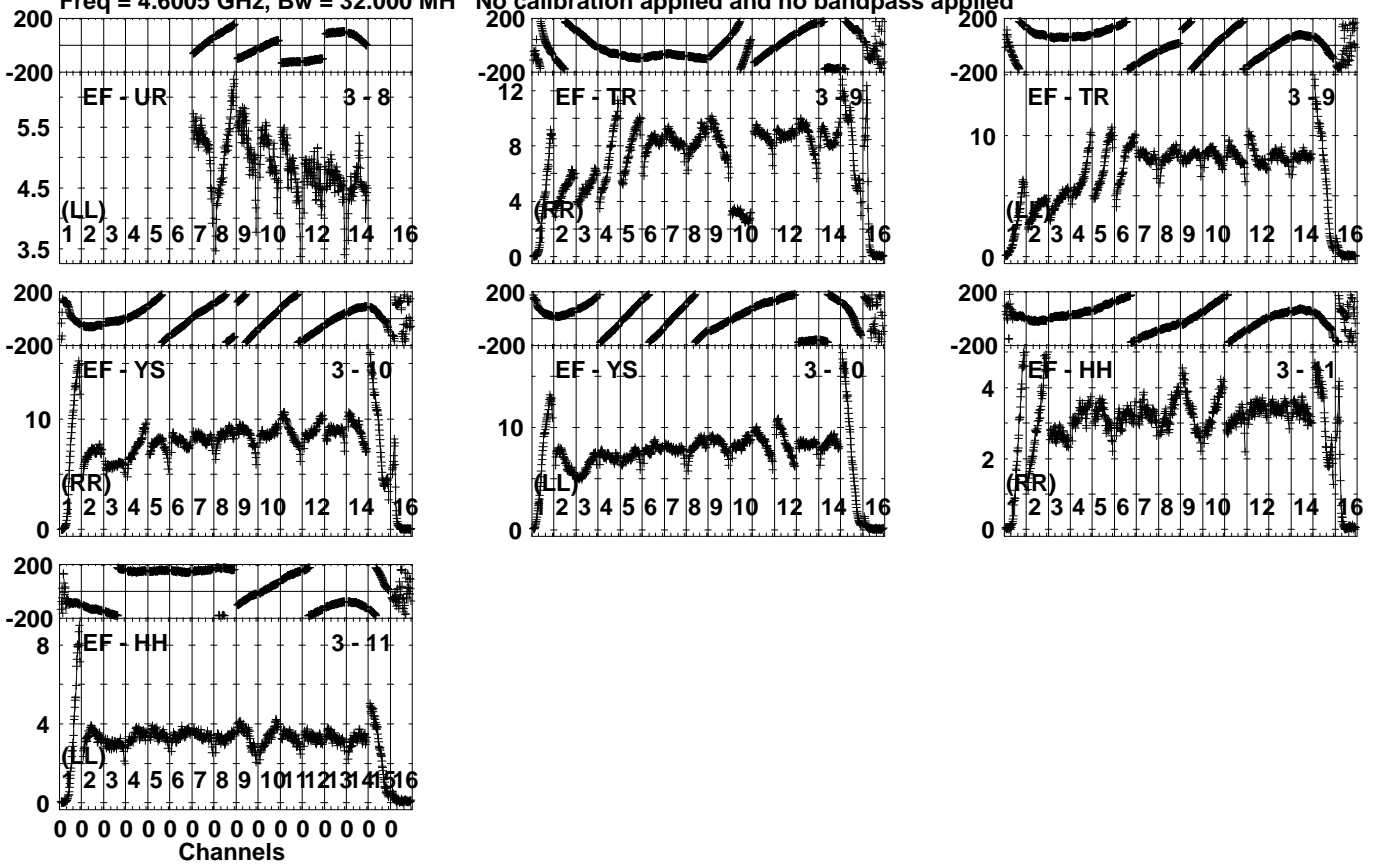 Freq = 4.6005 GHz, Bw = 32.000 MH No calibration applied and no bandpass applied
200
-200
EF - UR 3 - 8
5.5
4.5
3.5
(LL)
1 2 3 4 5 6 7 8 9 10 12 14 16
200
-200
EF - TR 3 - 9
12
8
4
0
(RR)
1 2 3 4 5 6 7 8 9 10 12 14 16
200
-200
EF - TR 3 - 9
10
0
(LL)
1 2 3 4 5 6 7 8 9 10 12 14 16
200
-200
EF - YS 3 - 10
10
0
(RR)
1 2 3 4 5 6 7 8 9 10 12 14 16
200
-200
EF - YS 3 - 10
10
0
(LL)
1 2 3 4 5 6 7 8 9 10 12 14 16
200
-200
EF - HH 3 - 11
4
2
0
(RR)
1 2 3 4 5 6 7 8 9 10 12 14 16
200
-200
EF - HH 3 - 11
8
4
0
(LL)
1 2 3 4 5 6 7 8 9 10 11 12 13 14 15 16
0 0 0 0 0 0 0 0 0 0 0 0 0 0 0 0
Channels